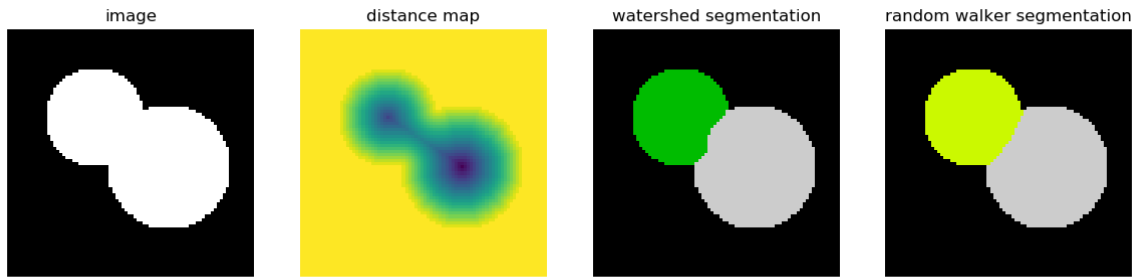 image
distance map
watershed segmentation
random walker segmentation